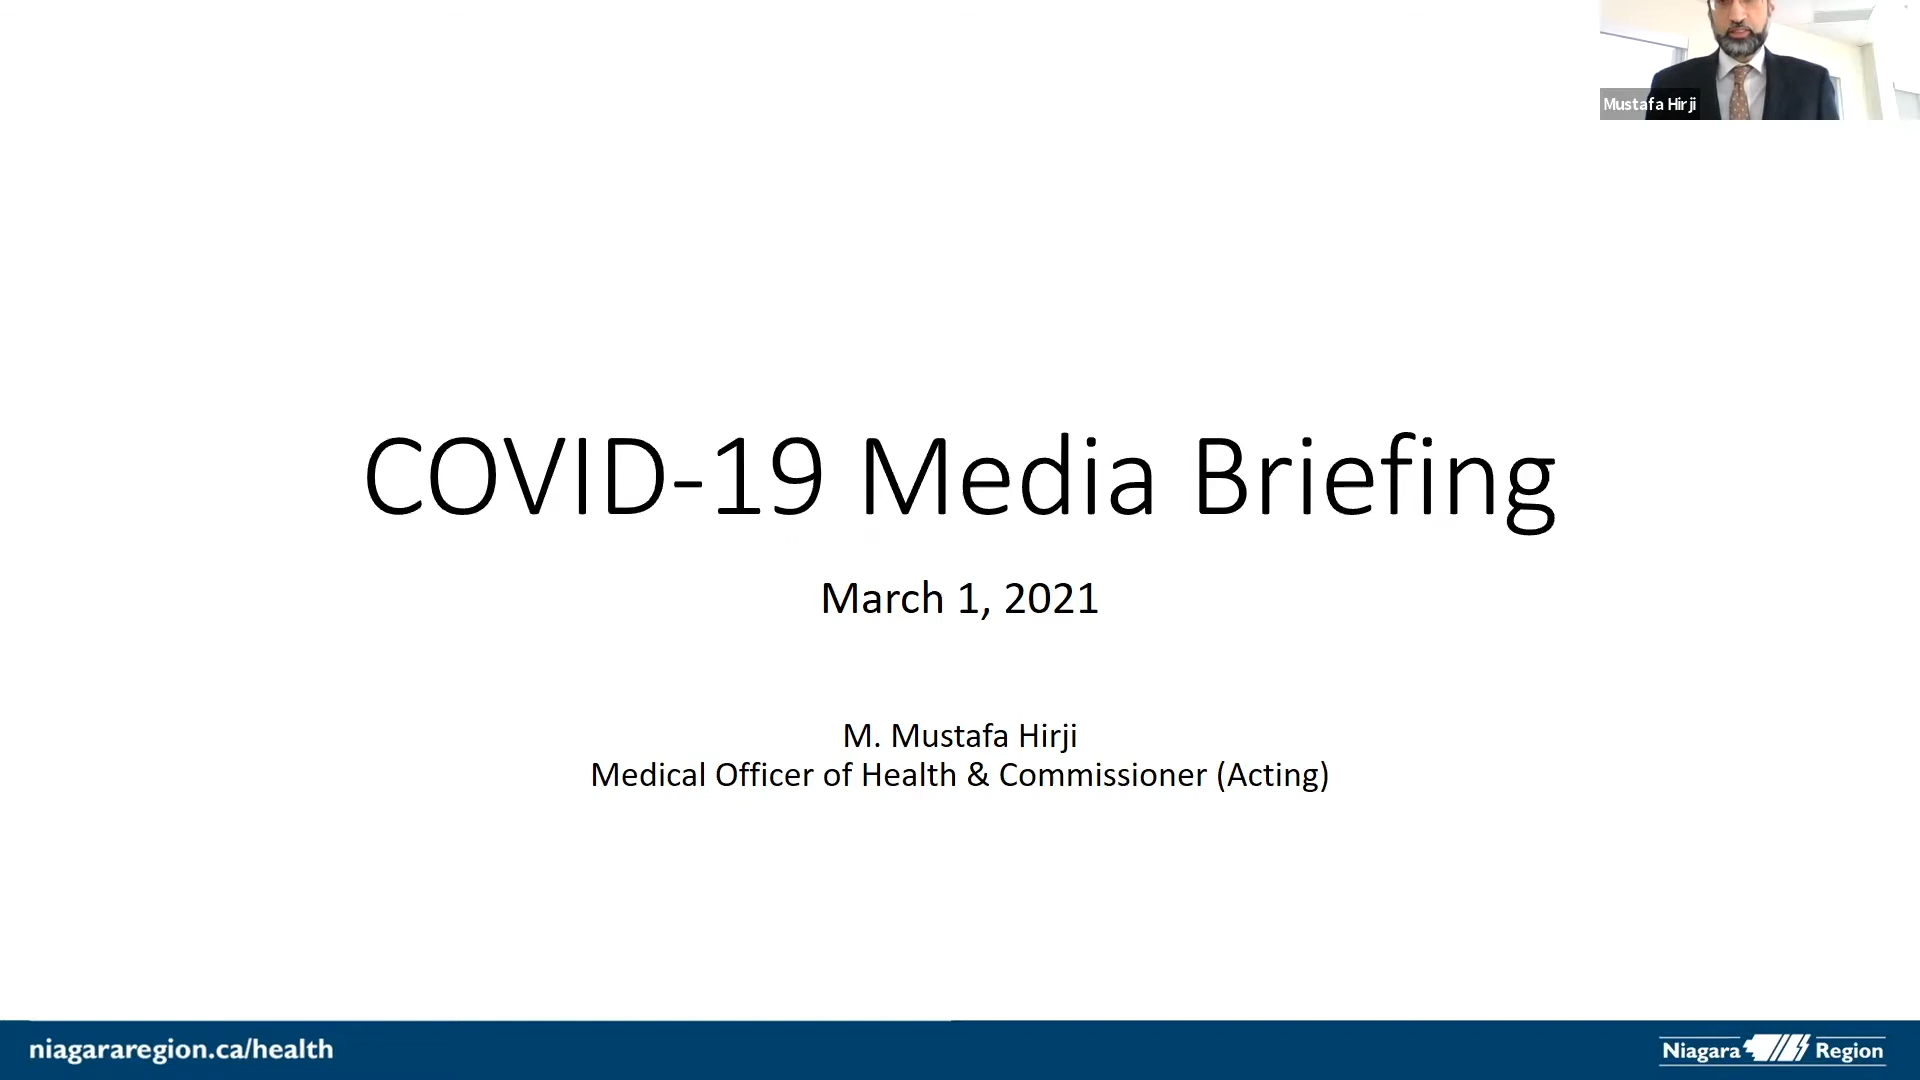 Mustafa Hirji
COVID-19 Media Briefing
March 1, 2021
M. Mustafa Hirji
Medical Officer of Health & Commissioner (Acting)
niagararegion.ca/health
Niagara Region